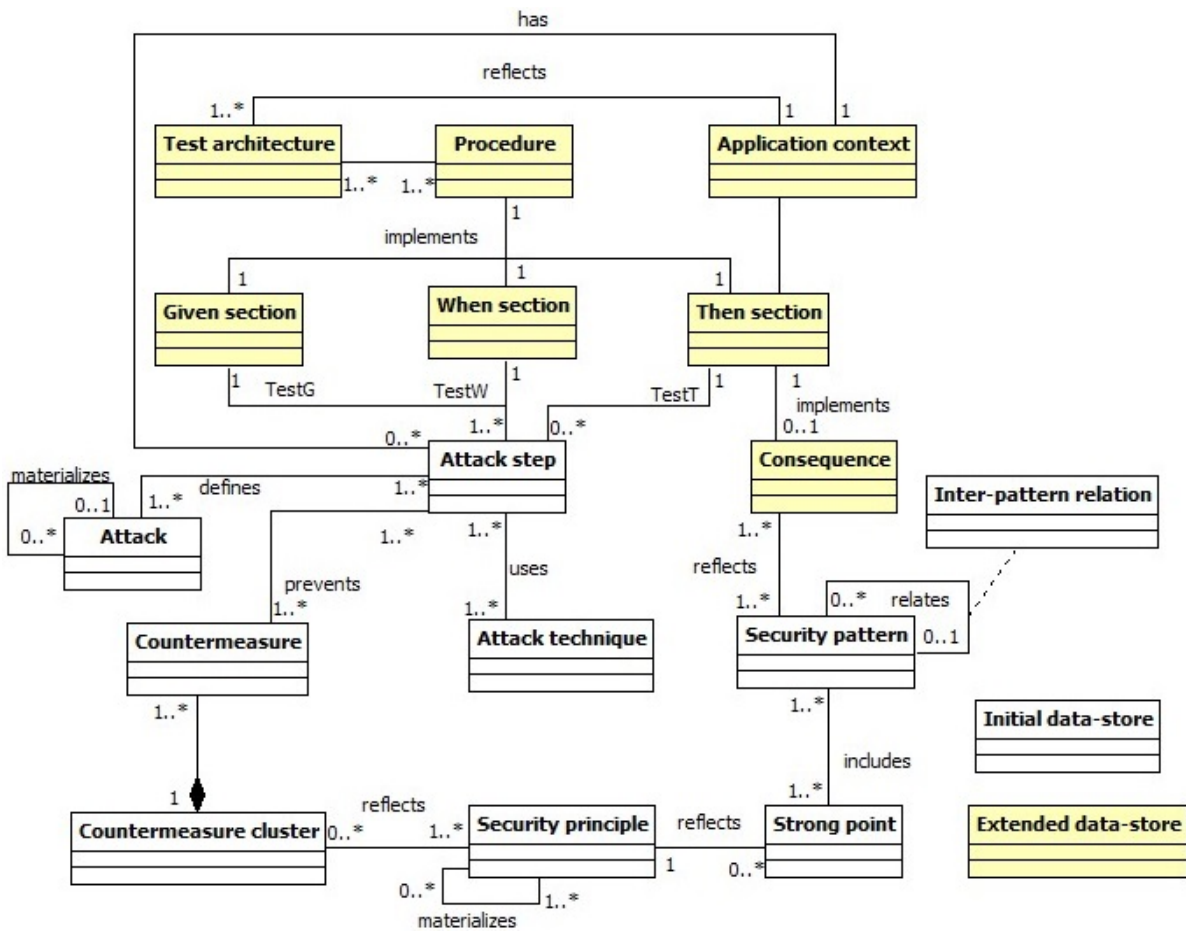 has
reflects
1..*
1
1
Test architecture
Procedure
Application context
1..*
1..*
1
implements
1
1
1
Given section
When section
Then section
1
TestG
TestW
1
TestT
1
1
implements
1..*
0..*
0..*
0..1
Attack step
Consequence
materializes
0..1
1..*
defines
1..*
Inter-pattern relation
0..*
Attack
1..*
1..*
1..*
uses
reflects
prevents
1..*
1..*
1..*
0..*
relates
0..1
Countermeasure
Attack technique
Security pattern
1..*
1..*
Initial data-store
includes
1
1..*
reflects
reflects
Countermeasure cluster
0..*
1..*
Security principle
1
0..*
Strong point
Extended data-store
0..*
1..*
materializes